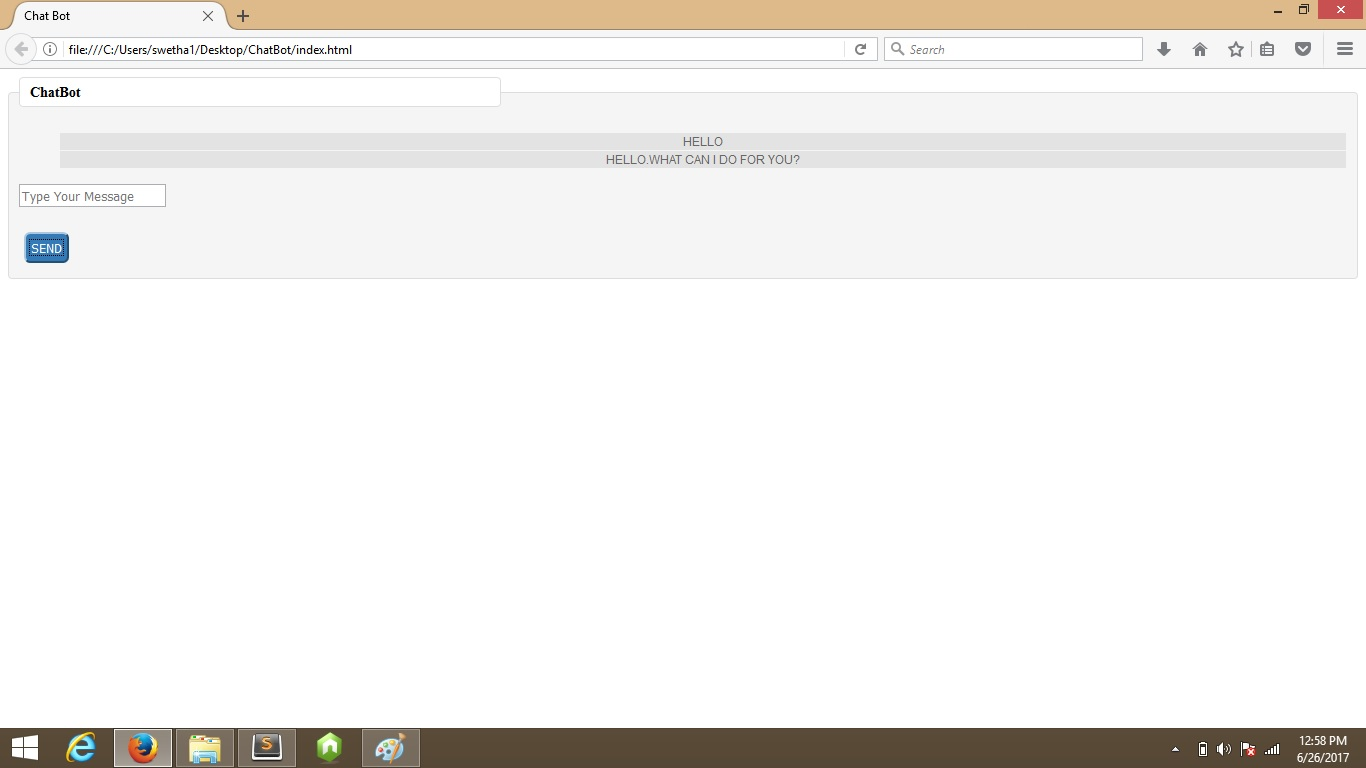 Chat Bot
file:///C:/Users/swetha1/Desktop/ChatBot/index.html
Search
ChatBot
HELLO
HELLO.WHAT CAN I DO FOR YOU?
Type Your Message
SEND
12:58 PM
6/26/2017